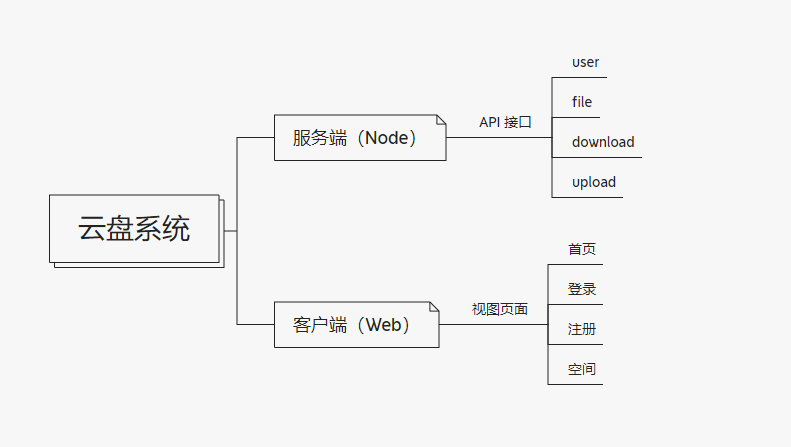 云盘系统
服务端（Node）
API 接口
user
file
download
upload
客户端（Web）
视图页面
首页
登录
注册
空间